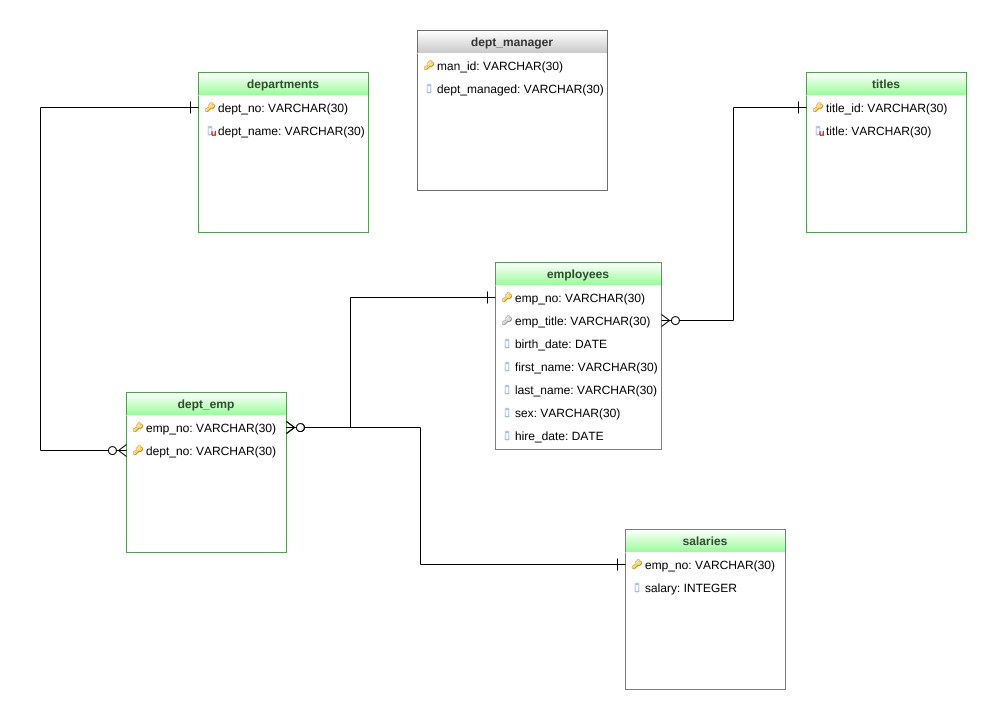 dept_manager
man_id: VARCHAR(30)
dept_managed: VARCHAR(30)
departments
dept_no: VARCHAR(30)
dept_name: VARCHAR(30)
titles
title_id: VARCHAR(30)
title: VARCHAR(30)
employees
emp_no: VARCHAR(30)
emp_title: VARCHAR(30)
birth_date: DATE
first_name: VARCHAR(30)
last_name: VARCHAR(30)
sex: VARCHAR(30)
hire_date: DATE
dept_emp
emp_no: VARCHAR(30)
dept_no: VARCHAR(30)
salaries
emp_no: VARCHAR(30)
salary: INTEGER